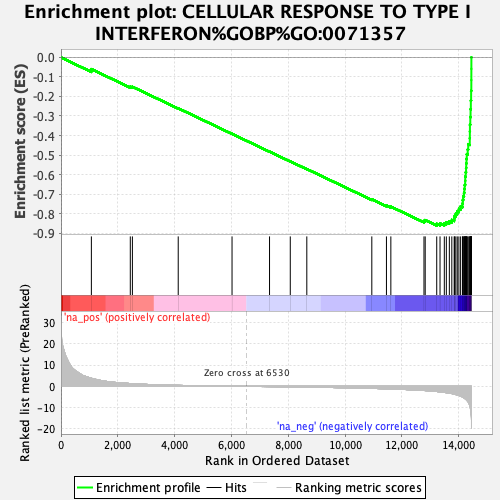 Enrichment plot: CELLULAR RESPONSE TO TYPE I
INTERFERON%GOBP%GO:0071357
Enrichment score (ES)
0.0
-0.1
-0.2
-0.3
-0.4
-0.5
-0.6
-0.7
-0.8
-0.9
'na_pos' (positively correlated)
Ranked list metric (PreRanked)
30
20
10
0
-10
-20
Zero cross at 6530
'na_neg' (negatively correlated)
0 2,000 4,000 6,000 8,000 10,000 12,000 14,000
Rank in Ordered Dataset
Enrichment profile Hits Ranking metric scores